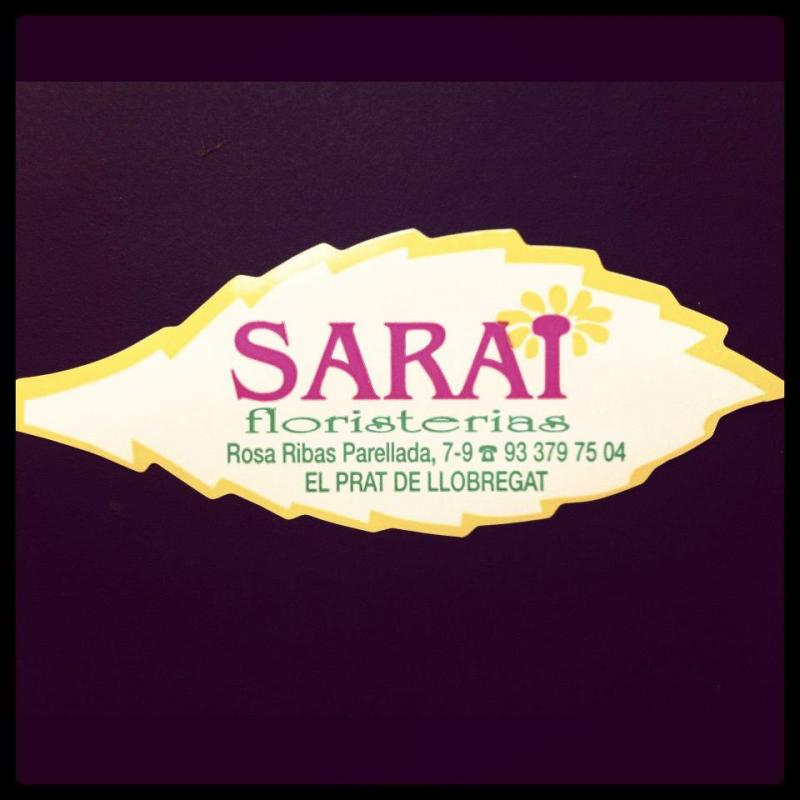 SARAI
floristerias
Rosa Ribas Parellada, 7-9 ☎ 93 379 75 04
EL PRAT DE LLOBREGAT